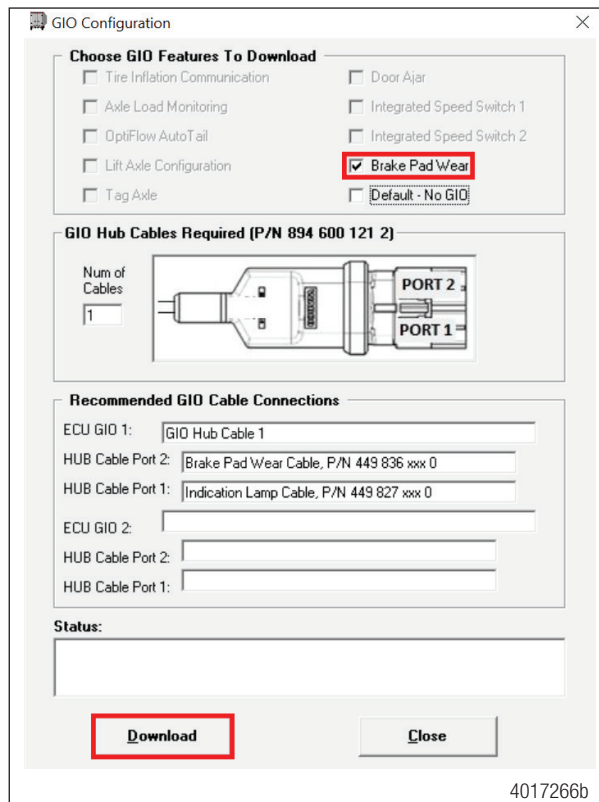 GIO Configuration
Choose GIO Features To Download
Tire Inflation Communication
Door Ajar
Axle Load Monitoring
Integrated Speed Switch 1
OptiFlow AutoTail
Integrated Speed Switch 2
Lift Axle Configuration
Brake Pad Wear
Tag Axle
Default - No GIO
GIO Hub Cables Required (P/N 894 600 121 2)
Num of
Cables
1
PORT 2
PORT 1
Recommended GIO Cable Connections
ECU GIO 1: GIO Hub Cable 1
HUB Cable Port 2: Brake Pad Wear Cable, P/N 449 836 xxx 0
HUB Cable Port 1: Indication Lamp Cable, P/N 449 827 xxx 0
ECU GIO 2:
HUB Cable Port 2:
HUB Cable Port 1:
Status:
Download
Close
4017266b